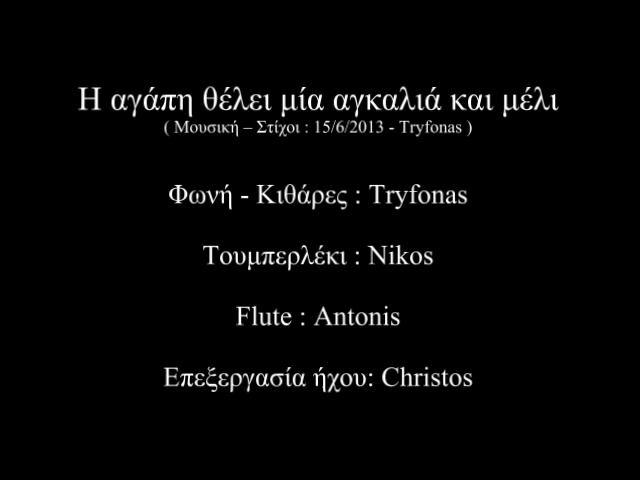 Η αγάπη θέλει μία αγκαλιά και μέλι
( Μουσική – Στίχοι : 15/6/2013 - Tryfonas )
Φωνή - Κιθάρες : Tryfonas
Τουμπερλέκι : Nikos
Flute : Antonis
Επεξεργασία ήχου: Christos